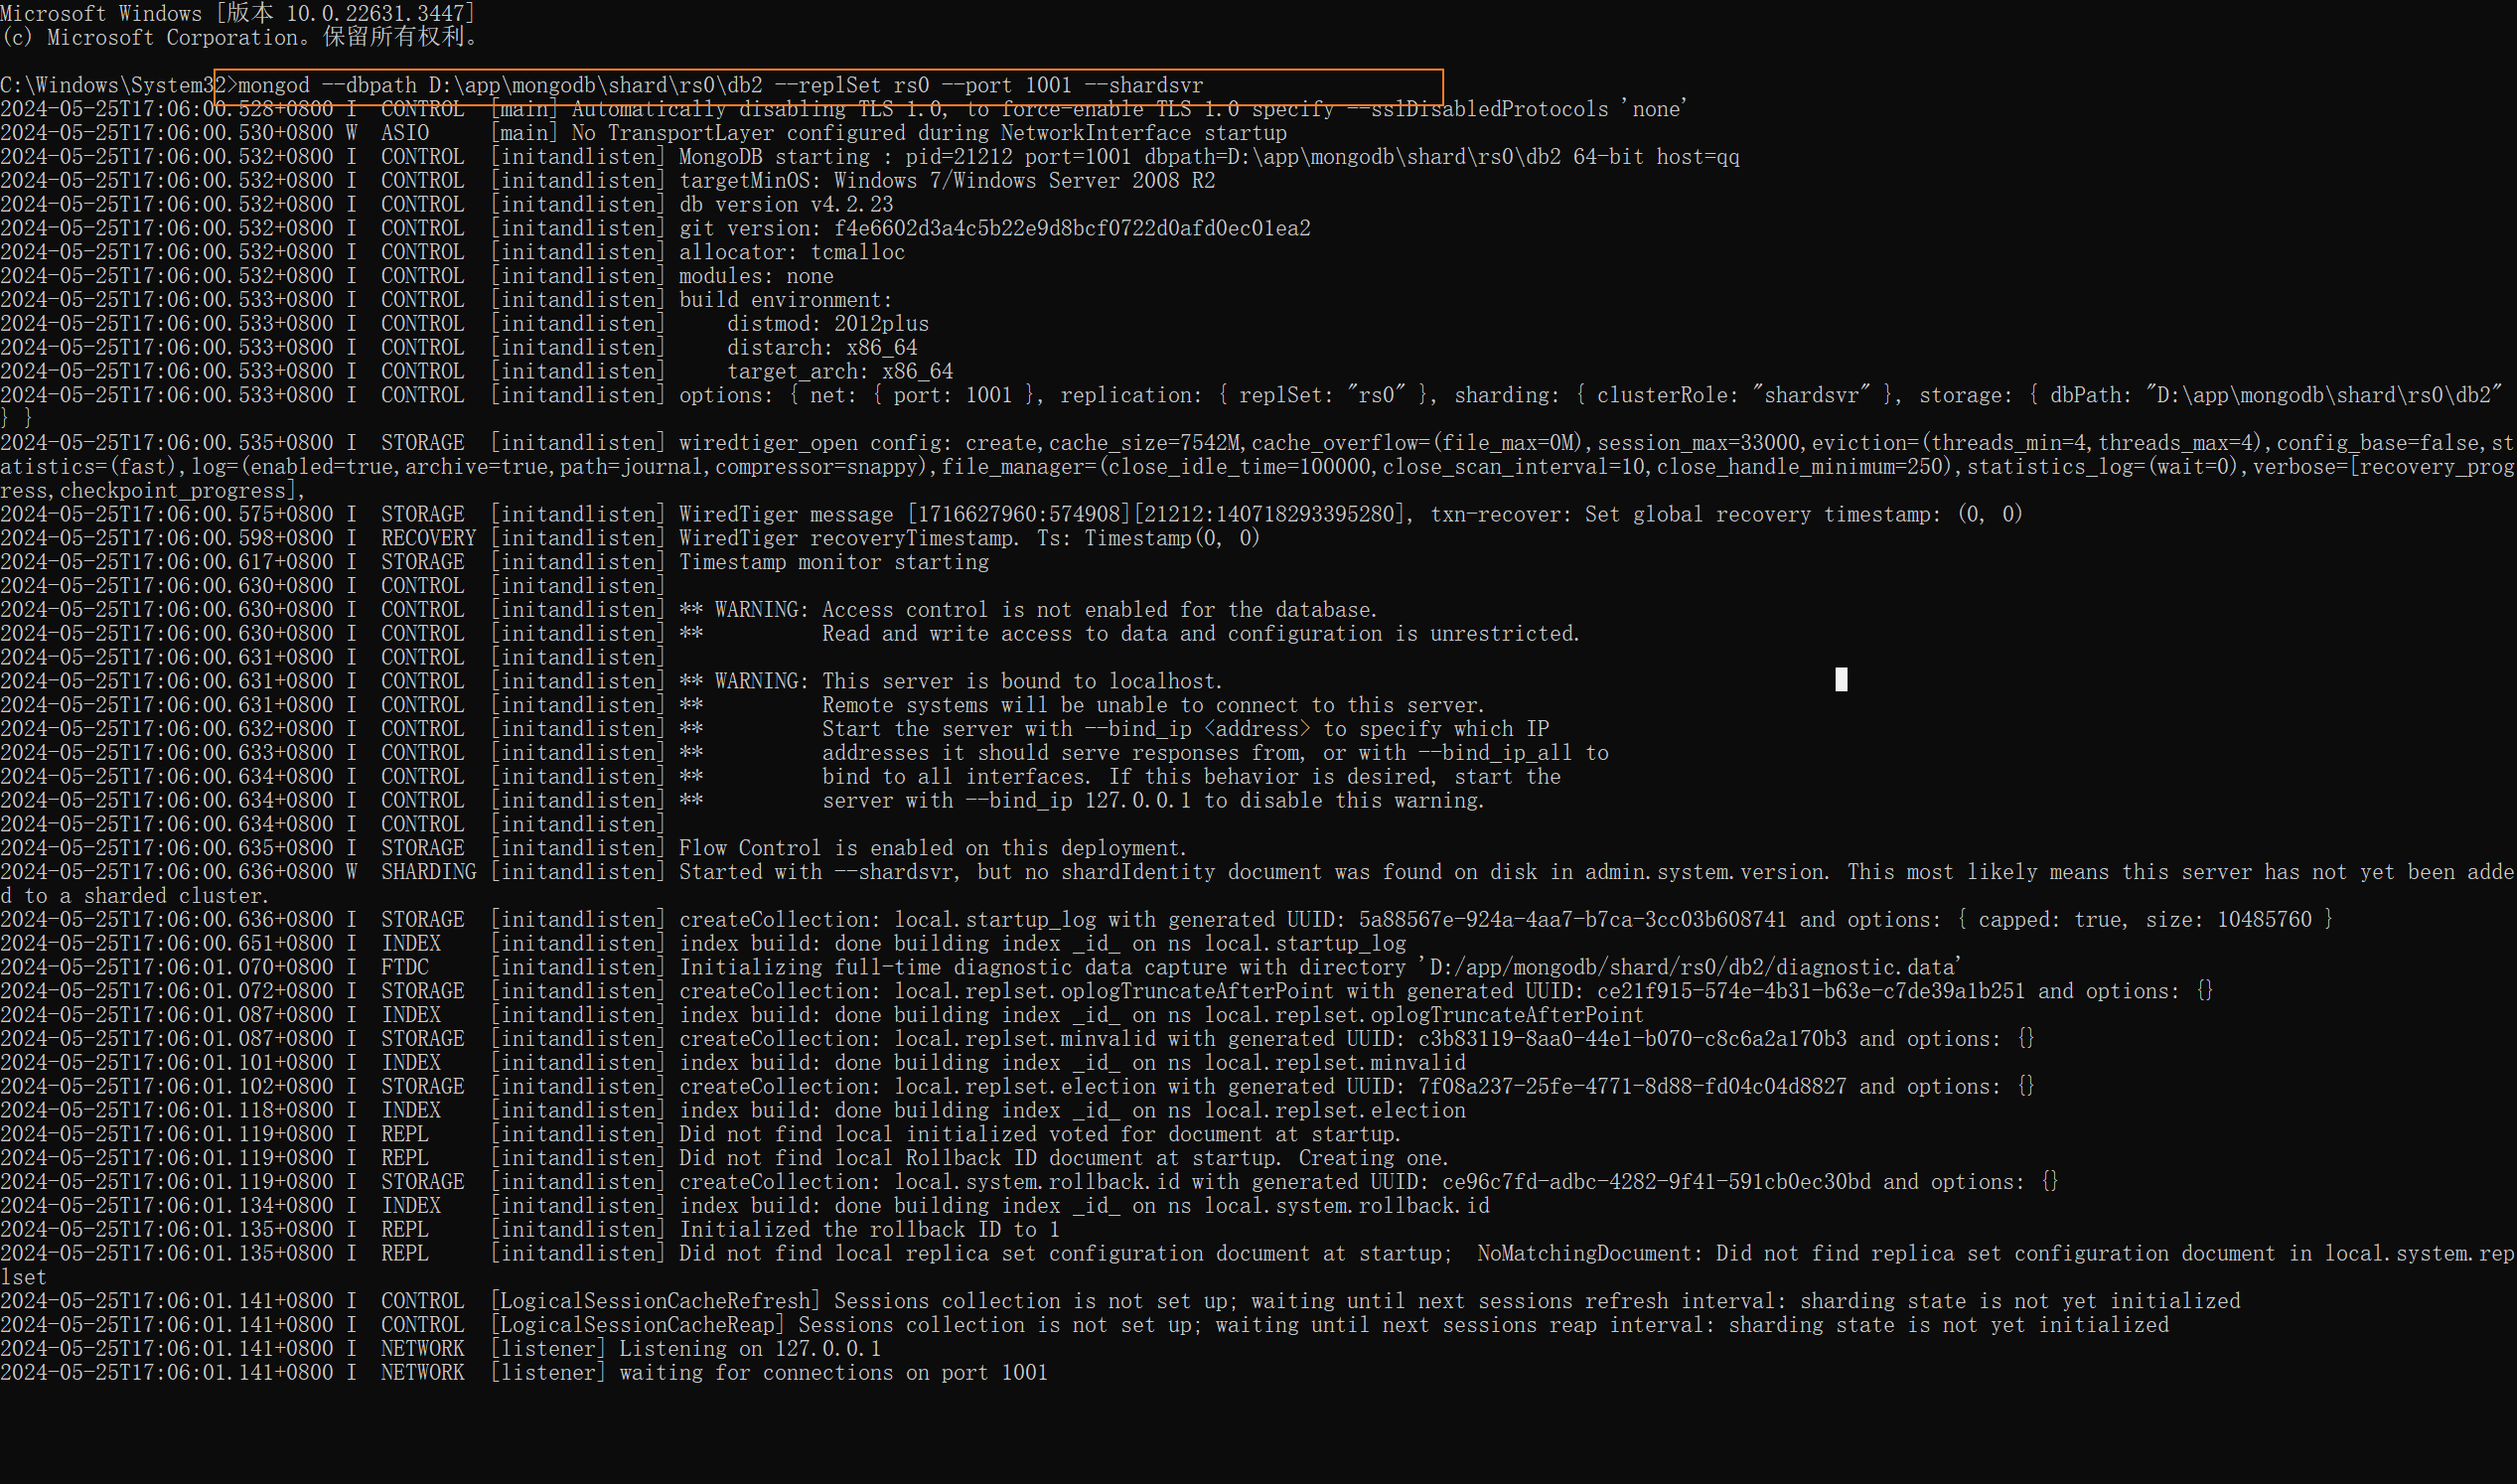 Microsoft Windows [版本 10.0.22631.3447]
(c) Microsoft Corporation。保留所有权利。
C:\Windows\System32>mongod --dbpath D:\app\mongodb\shard\rs0\db2 --replSet rs0 --port 1001 --shardsvr
2024-05-25T17:06:00.528+0800 I  CONTROL  [main] Automatically disabling TLS 1.0, to force-enable TLS 1.0 specify --sslDisabledProtocols 'none'
2024-05-25T17:06:00.530+0800 W  ASIO     [main] No TransportLayer configured during NetworkInterface startup
2024-05-25T17:06:00.532+0800 I  CONTROL  [initandlisten] MongoDB starting : pid=21212 port=1001 dbpath=D:\app\mongodb\shard\rs0\db2 64-bit host=qq
2024-05-25T17:06:00.532+0800 I  CONTROL  [initandlisten] targetMinOS: Windows 7/Windows Server 2008 R2
2024-05-25T17:06:00.532+0800 I  CONTROL  [initandlisten] db version v4.2.23
2024-05-25T17:06:00.532+0800 I  CONTROL  [initandlisten] git version: f4e6602d3a4c5b22e9d8bcf0722d0afd0ec01ea2
2024-05-25T17:06:00.532+0800 I  CONTROL  [initandlisten] allocator: tcmalloc
2024-05-25T17:06:00.532+0800 I  CONTROL  [initandlisten] modules: none
2024-05-25T17:06:00.533+0800 I  CONTROL  [initandlisten] build environment:
2024-05-25T17:06:00.533+0800 I  CONTROL  [initandlisten]     distmod: 2012plus
2024-05-25T17:06:00.533+0800 I  CONTROL  [initandlisten]     distarch: x86_64
2024-05-25T17:06:00.533+0800 I  CONTROL  [initandlisten]     target_arch: x86_64
2024-05-25T17:06:00.533+0800 I  CONTROL  [initandlisten] options: { net: { port: 1001 }, replication: { replSet: "rs0" }, sharding: { clusterRole: "shardsvr" }, storage: { dbPath: "D:\app\mongodb\shard\rs0\db2"
} }
2024-05-25T17:06:00.535+0800 I  STORAGE  [initandlisten] wiredtiger_open config: create,cache_size=7542M,cache_overflow=(file_max=0M),session_max=33000,eviction=(threads_min=4,threads_max=4),config_base=false,st
atistics=(fast),log=(enabled=true,archive=true,path=journal,compressor=snappy),file_manager=(close_idle_time=100000,close_scan_interval=10,close_handle_minimum=250),statistics_log=(wait=0),verbose=[recovery_prog
ress,checkpoint_progress],
2024-05-25T17:06:00.575+0800 I  STORAGE  [initandlisten] WiredTiger message [1716627960:574908][21212:140718293395280], txn-recover: Set global recovery timestamp: (0, 0)
2024-05-25T17:06:00.598+0800 I  RECOVERY [initandlisten] WiredTiger recoveryTimestamp. Ts: Timestamp(0, 0)
2024-05-25T17:06:00.617+0800 I  STORAGE  [initandlisten] Timestamp monitor starting
2024-05-25T17:06:00.630+0800 I  CONTROL  [initandlisten]
2024-05-25T17:06:00.630+0800 I  CONTROL  [initandlisten] ** WARNING: Access control is not enabled for the database.
2024-05-25T17:06:00.630+0800 I  CONTROL  [initandlisten] **          Read and write access to data and configuration is unrestricted.
2024-05-25T17:06:00.631+0800 I  CONTROL  [initandlisten]
2024-05-25T17:06:00.631+0800 I  CONTROL  [initandlisten] ** WARNING: This server is bound to localhost.
2024-05-25T17:06:00.631+0800 I  CONTROL  [initandlisten] **          Remote systems will be unable to connect to this server.
2024-05-25T17:06:00.632+0800 I  CONTROL  [initandlisten] **          Start the server with --bind_ip <address> to specify which IP
2024-05-25T17:06:00.633+0800 I  CONTROL  [initandlisten] **          addresses it should serve responses from, or with --bind_ip_all to
2024-05-25T17:06:00.634+0800 I  CONTROL  [initandlisten] **          bind to all interfaces. If this behavior is desired, start the
2024-05-25T17:06:00.634+0800 I  CONTROL  [initandlisten] **          server with --bind_ip 127.0.0.1 to disable this warning.
2024-05-25T17:06:00.634+0800 I  CONTROL  [initandlisten]
2024-05-25T17:06:00.635+0800 I  STORAGE  [initandlisten] Flow Control is enabled on this deployment.
2024-05-25T17:06:00.636+0800 W  SHARDING [initandlisten] Started with --shardsvr, but no shardIdentity document was found on disk in admin.system.version. This most likely means this server has not yet been adde
d to a sharded cluster.
2024-05-25T17:06:00.636+0800 I  STORAGE  [initandlisten] createCollection: local.startup_log with generated UUID: 5a88567e-924a-4aa7-b7ca-3cc03b608741 and options: { capped: true, size: 10485760 }
2024-05-25T17:06:00.651+0800 I  INDEX    [initandlisten] index build: done building index _id_ on ns local.startup_log
2024-05-25T17:06:01.070+0800 I  FTDC     [initandlisten] Initializing full-time diagnostic data capture with directory 'D:/app/mongodb/shard/rs0/db2/diagnostic.data'
2024-05-25T17:06:01.072+0800 I  STORAGE  [initandlisten] createCollection: local.replset.oplogTruncateAfterPoint with generated UUID: ce21f915-574e-4b31-b63e-c7de39a1b251 and options: {}
2024-05-25T17:06:01.087+0800 I  INDEX    [initandlisten] index build: done building index _id_ on ns local.replset.oplogTruncateAfterPoint
2024-05-25T17:06:01.087+0800 I  STORAGE  [initandlisten] createCollection: local.replset.minvalid with generated UUID: c3b83119-8aa0-44e1-b070-c8c6a2a170b3 and options: {}
2024-05-25T17:06:01.101+0800 I  INDEX    [initandlisten] index build: done building index _id_ on ns local.replset.minvalid
2024-05-25T17:06:01.102+0800 I  STORAGE  [initandlisten] createCollection: local.replset.election with generated UUID: 7f08a237-25fe-4771-8d88-fd04c04d8827 and options: {}
2024-05-25T17:06:01.118+0800 I  INDEX    [initandlisten] index build: done building index _id_ on ns local.replset.election
2024-05-25T17:06:01.119+0800 I  REPL     [initandlisten] Did not find local initialized voted for document at startup.
2024-05-25T17:06:01.119+0800 I  REPL     [initandlisten] Did not find local Rollback ID document at startup. Creating one.
2024-05-25T17:06:01.119+0800 I  STORAGE  [initandlisten] createCollection: local.system.rollback.id with generated UUID: ce96c7fd-adbc-4282-9f41-591cb0ec30bd and options: {}
2024-05-25T17:06:01.134+0800 I  INDEX    [initandlisten] index build: done building index _id_ on ns local.system.rollback.id
2024-05-25T17:06:01.135+0800 I  REPL     [initandlisten] Initialized the rollback ID to 1
2024-05-25T17:06:01.135+0800 I  REPL     [initandlisten] Did not find local replica set configuration document at startup;  NoMatchingDocument: Did not find replica set configuration document in local.system.rep
lset
2024-05-25T17:06:01.141+0800 I  CONTROL  [LogicalSessionCacheRefresh] Sessions collection is not set up; waiting until next sessions refresh interval: sharding state is not yet initialized
2024-05-25T17:06:01.141+0800 I  CONTROL  [LogicalSessionCacheReap] Sessions collection is not set up; waiting until next sessions reap interval: sharding state is not yet initialized
2024-05-25T17:06:01.141+0800 I  NETWORK  [listener] Listening on 127.0.0.1
2024-05-25T17:06:01.141+0800 I  NETWORK  [listener] waiting for connections on port 1001